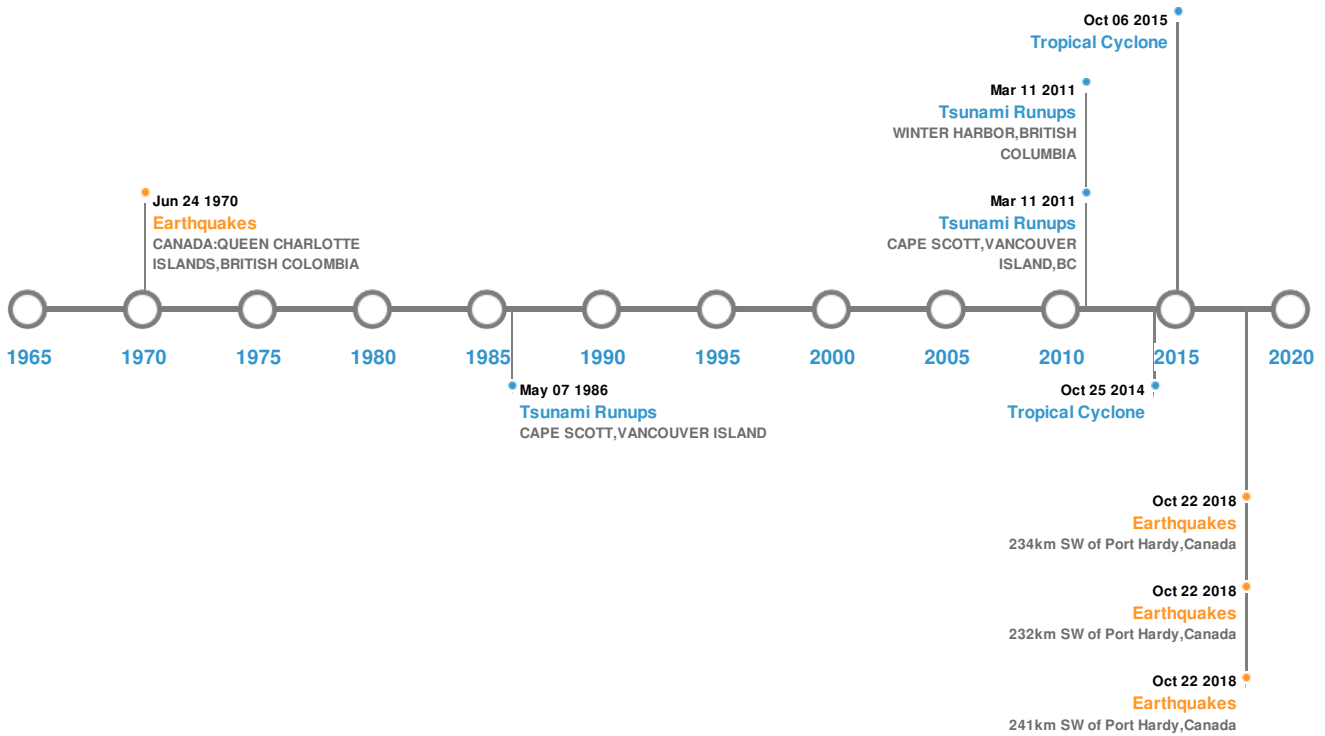 Oct 06 2015
Tropical Cyclone
Mar 11 2011
Tsunami Runups
WINTER HARBOR,BRITISH
COLUMBIA
Jun 24 1970
Earthquakes
CANADA:QUEEN CHARLOTTE
ISLANDS,BRITISH COLOMBIA
Mar 11 2011
Tsunami Runups
CAPE SCOTT,VANCOUVER
ISLAND,BC
1965
1970
1975
1980
1985
1990
1995
2000
2005
2010
2015
2020
May 07 1986
Tsunami Runups
CAPE SCOTT,VANCOUVER ISLAND
Oct 25 2014
Tropical Cyclone
Oct 22 2018
Earthquakes
234km SW of Port Hardy,Canada
Oct 22 2018
Earthquakes
232km SW of Port Hardy,Canada
Oct 22 2018
Earthquakes
241km SW of Port Hardy,Canada